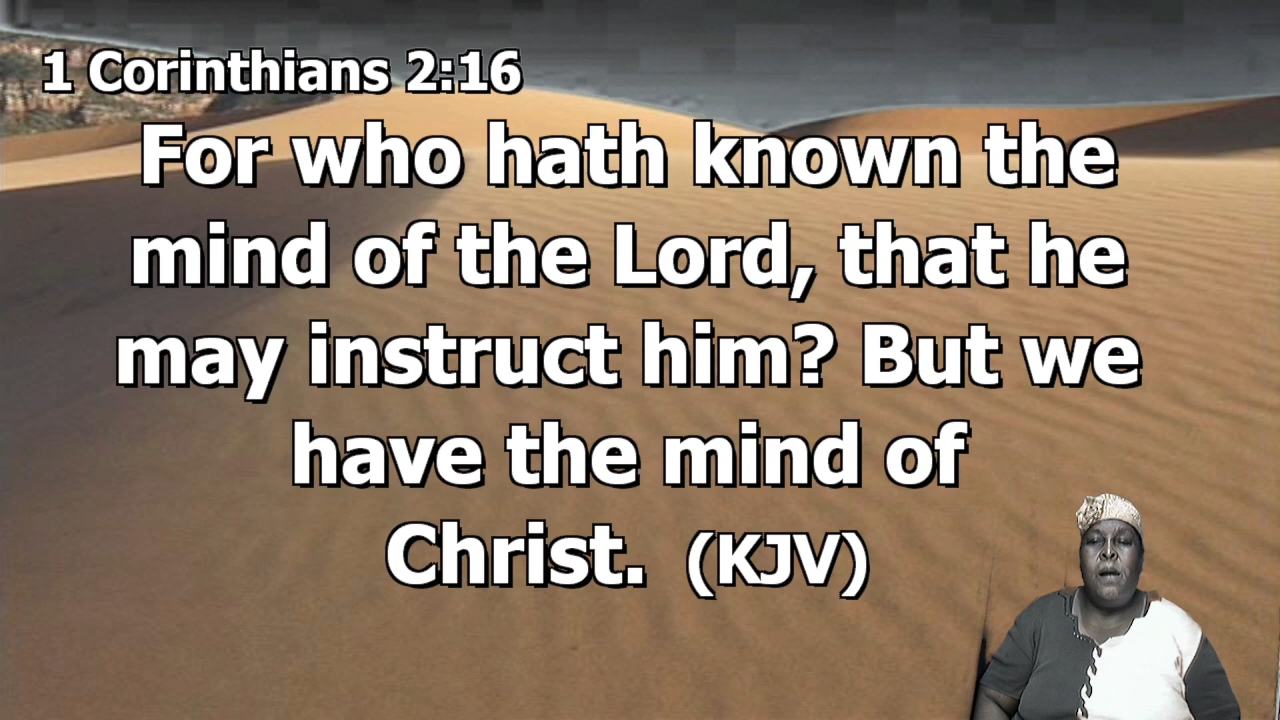 1 Corinthians 2:16
For who hath known the
mind of the Lord, that he
may instruct him? But we
have the mind of
Christ. (KJV)